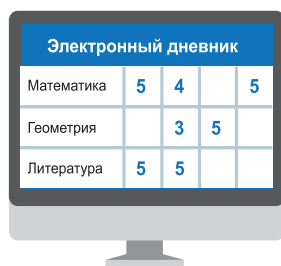 Электронный дневник
Математика 5 4 5
Геометрия 3 5
Литература 5 5